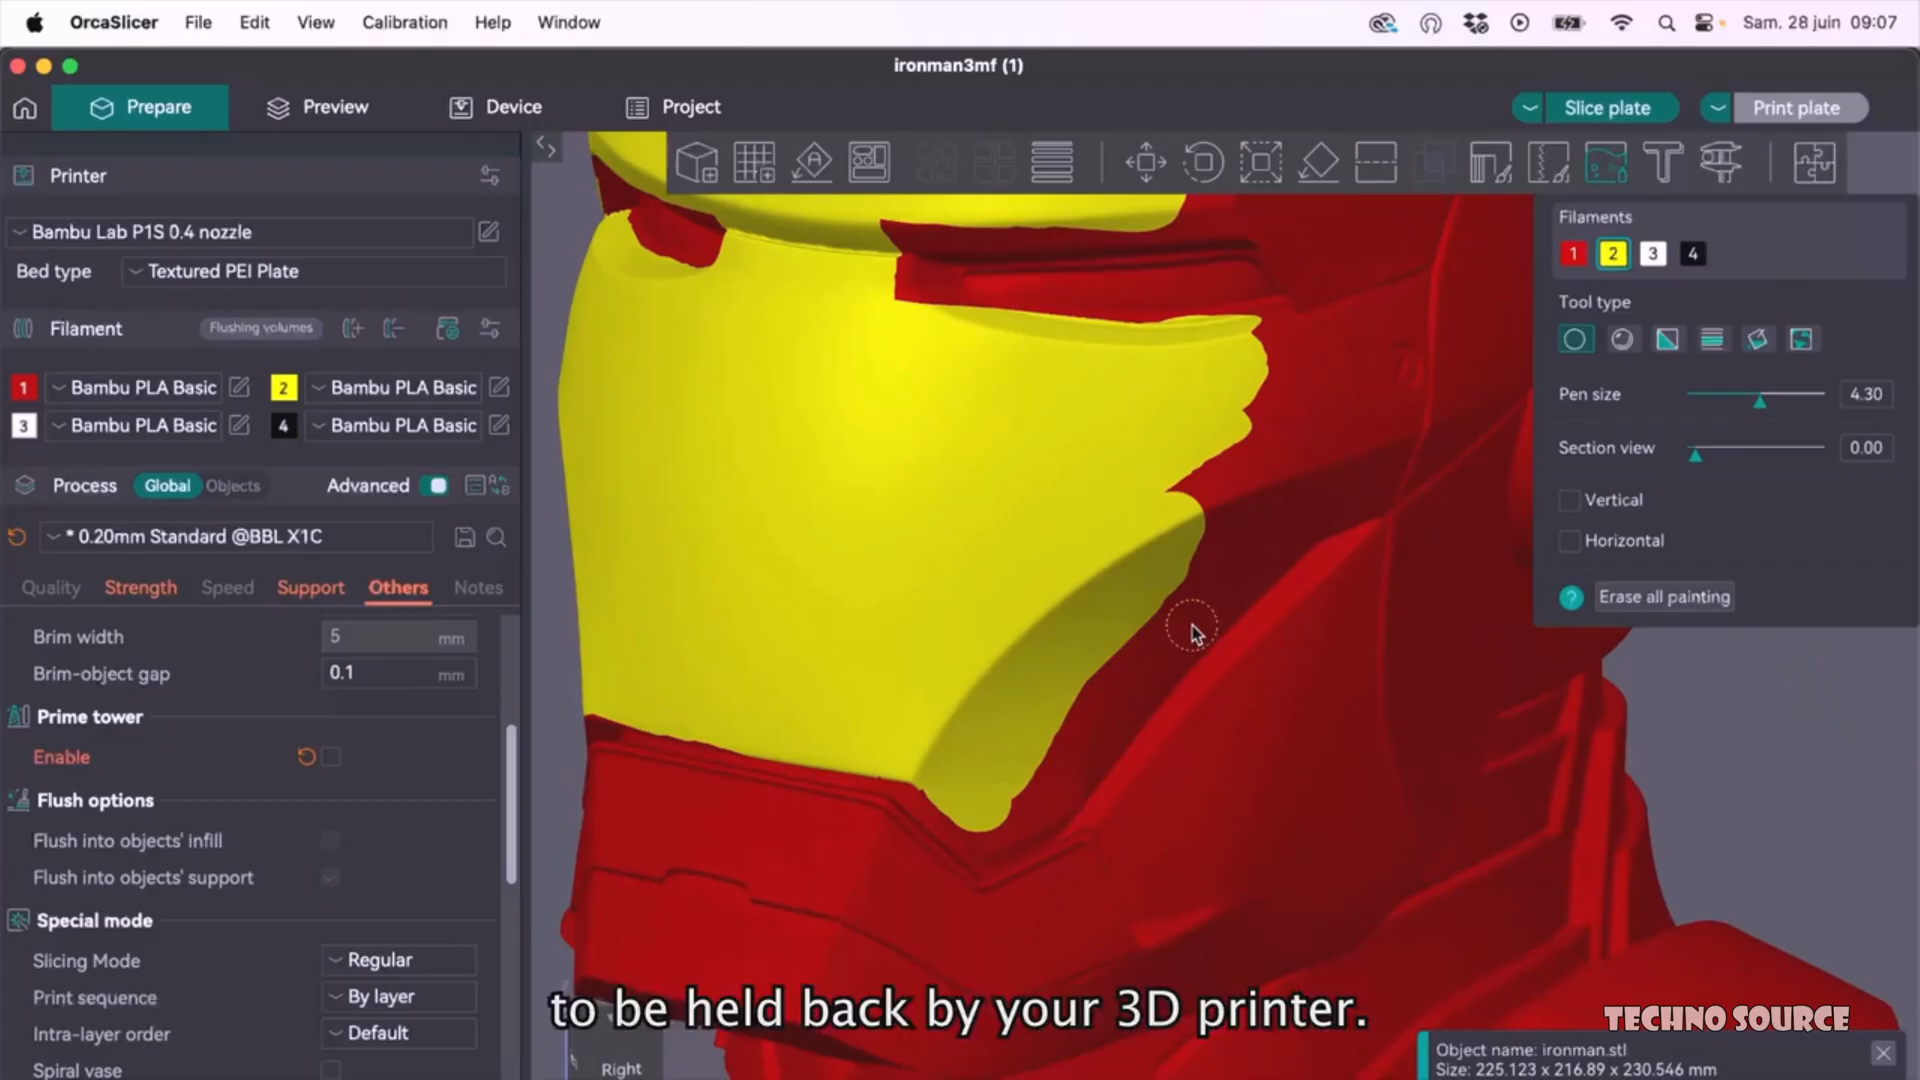 OrcaSlicer File Edit View Calibration Help Window Sam. 28 juin 09:07
ironman3mf (1)
Prepare Preview Device Project Slice plate Print plate
Printer
Bambu Lab P1S 0.4 nozzle
Bed type Textured PEI Plate
Filament Flushing volumes
1 Bambu PLA Basic 2 Bambu PLA Basic
3 Bambu PLA Basic 4 Bambu PLA Basic
Process Global Objects Advanced
* 0.20mm Standard @BBL X1C
Quality Strength Speed Support Others Notes
Brim width 5 mm
Brim-object gap 0.1 mm
Prime tower
Enable
Flush options
Flush into objects' infill
Flush into objects' support
Special mode
Slicing Mode Regular
Print sequence By layer
Intra-layer order Default
Spiral vase
Filaments
1 2 3 4
Tool type
Pen size 4.30
Section view 0.00
Vertical
Horizontal
? Erase all painting
to be held back by your 3D printer.
TECHNO SOURCE
Right
Object name: ironman.stl
Size: 225.123 x 216.89 x 230.546 mm